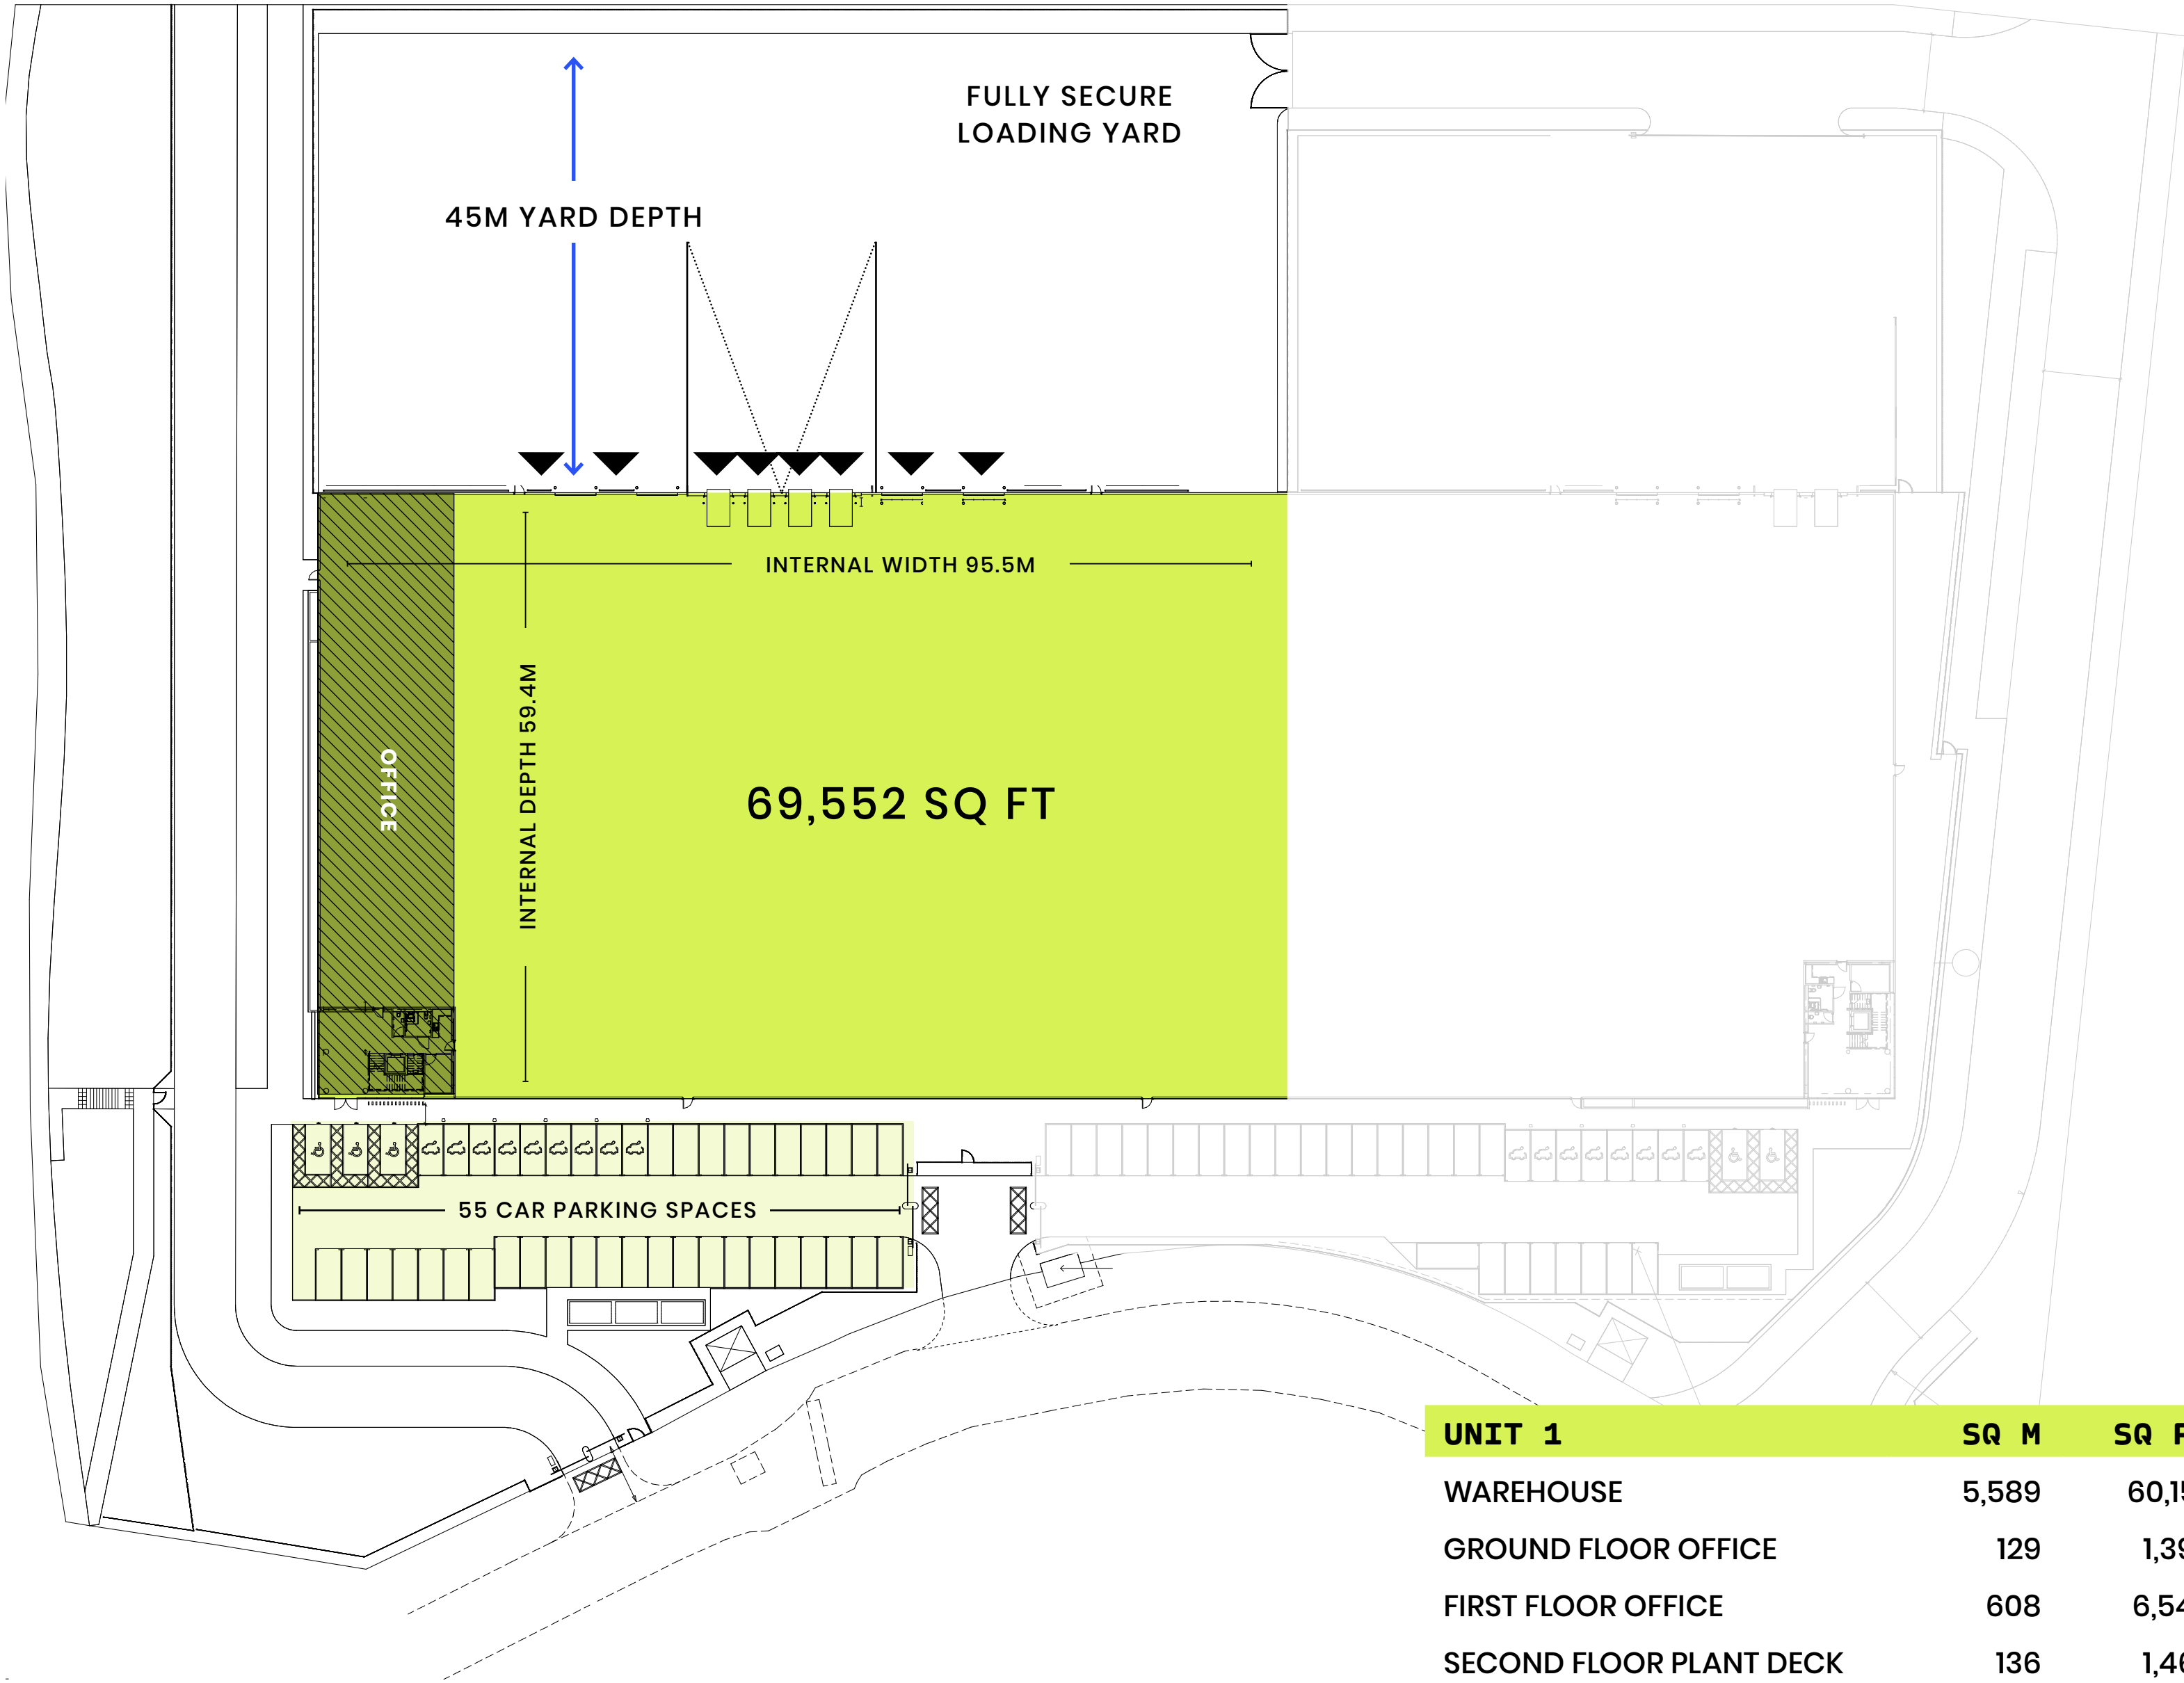 FULLY SECURE
LOADING YARD
45M YARD DEPTH
INTERNAL WIDTH 95.5M
INTERNAL DEPTH 59.4M
OFFICE
69,552 SQ FT
55 CAR PARKING SPACES
UNIT 1 SQ M SQ
WAREHOUSE 5,589
GROUND FLOOR OFFICE 129
FIRST FLOOR OFFICE 608
SECOND FLOOR PLANT DECK 136